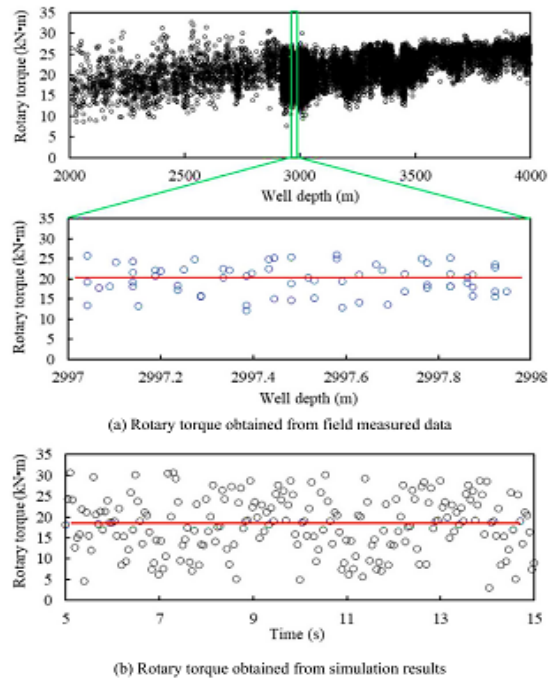 Rotary torque (kN•m)
35
30
25
20
15
10
5
0
2000 2500 3000 3500 4000
Well depth (m)
Rotary torque (kN•m)
35
30
25
20
15
10
5
0
2997 2997.2 2997.4 2997.6 2997.8 2998
Well depth (m)
(a) Rotary torque obtained from field measured data
Rotary torque (kN•m)
35
30
25
20
15
10
5
0
5 7 9 11 13 15
Time (s)
(b) Rotary torque obtained from simulation results